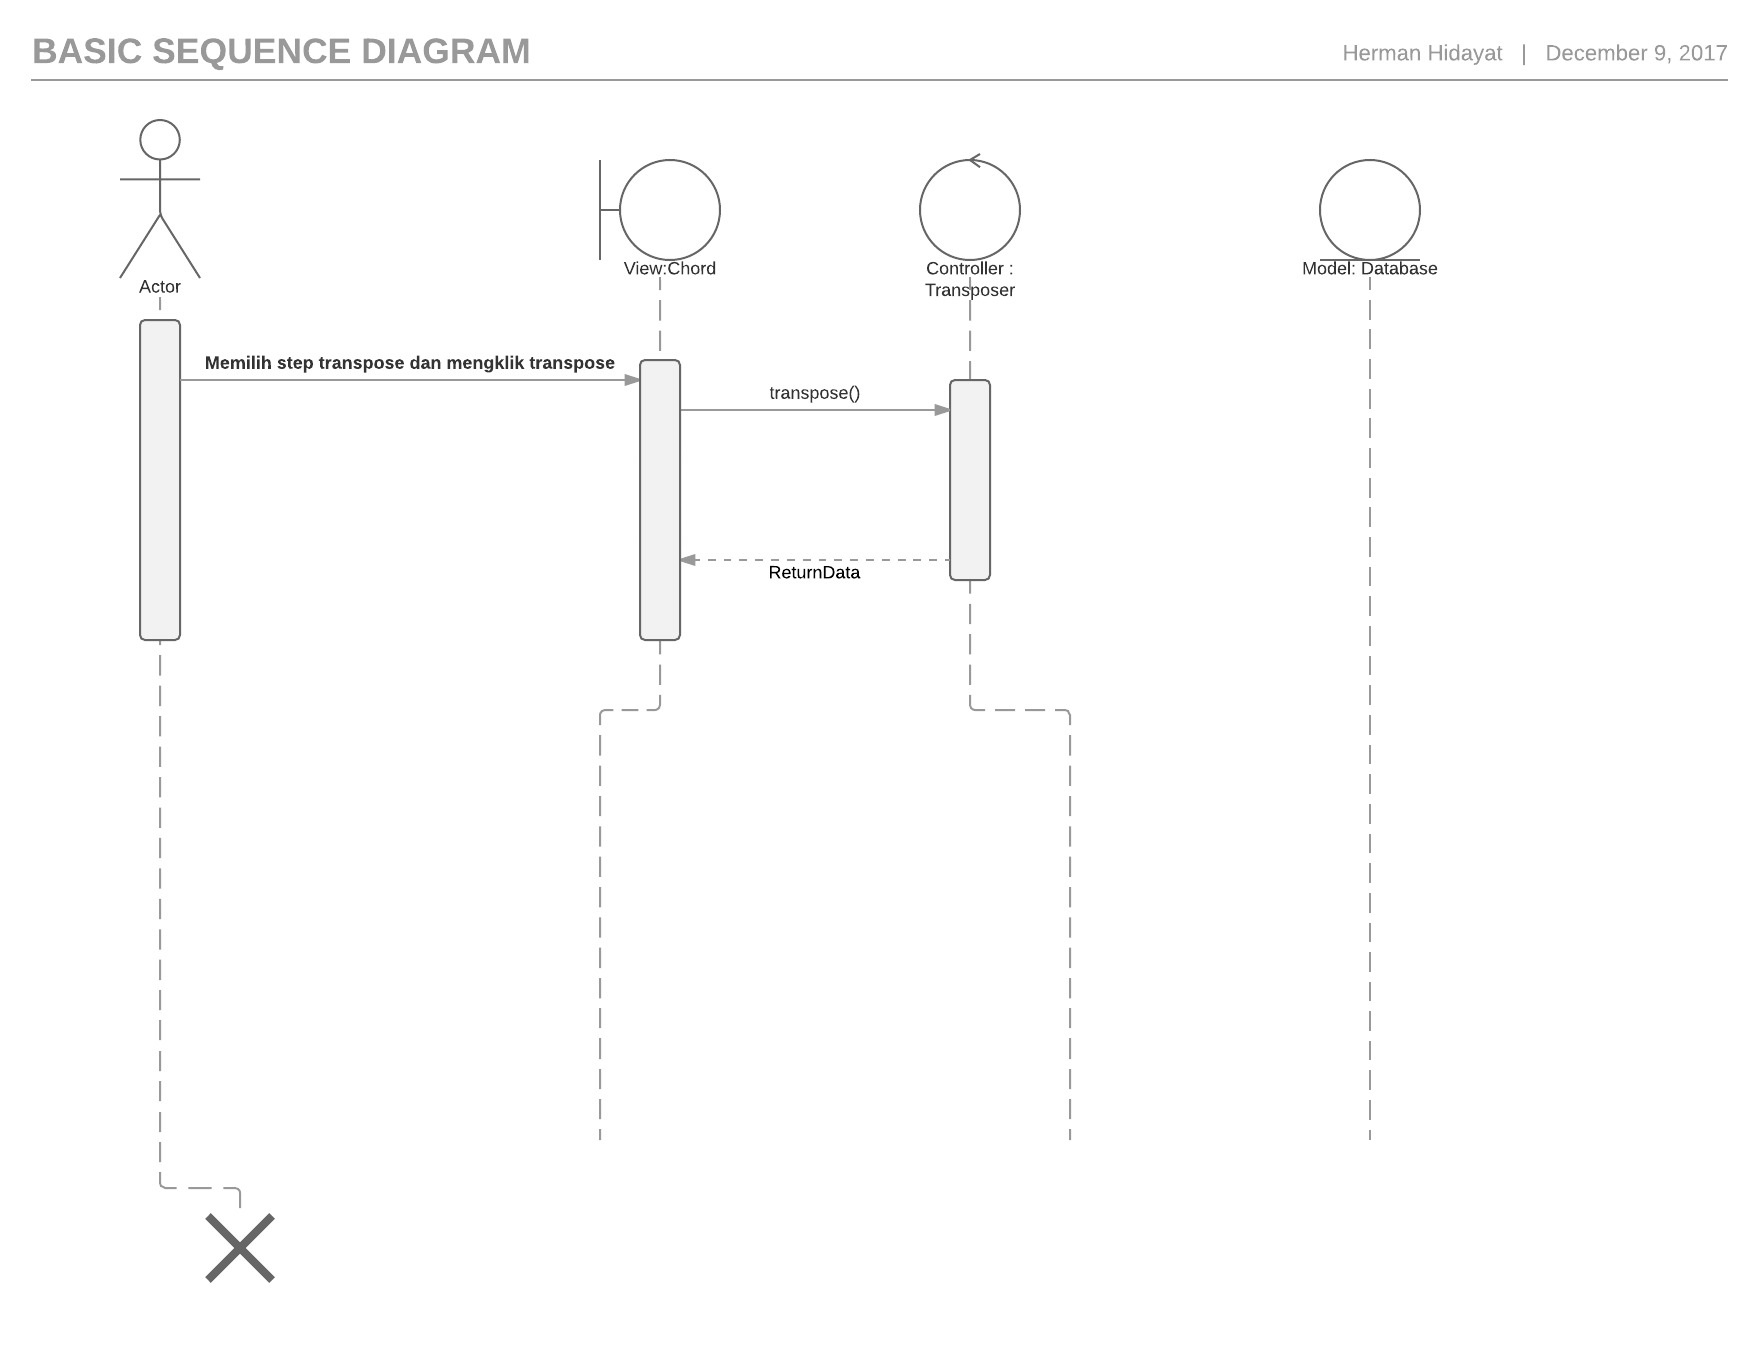 BASIC SEQUENCE DIAGRAM
Herman Hidayat | December 9, 2017
Actor
View:Chord
Controller :
Transposer
Model: Database
Memilih step transpose dan mengklik transpose
transpose()
ReturnData